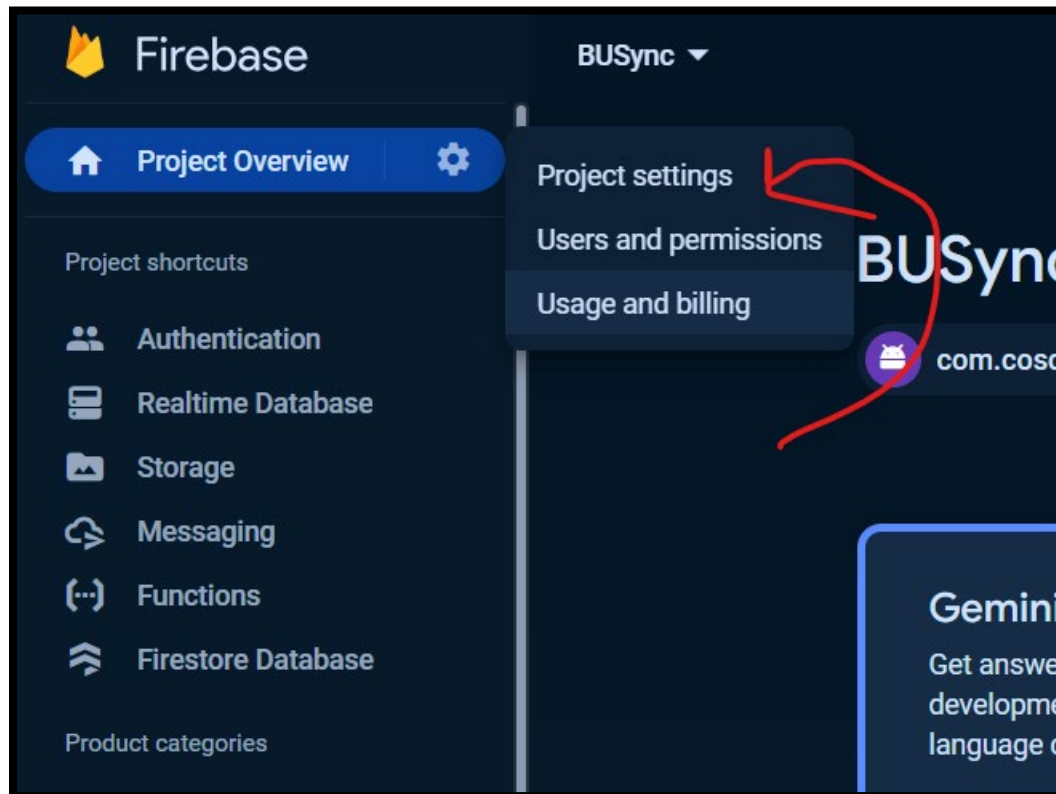 Firebase
BUSync
Project Overview
Project settings
Users and permissions
Usage and billing
Project shortcuts
Authentication
Realtime Database
Storage
Messaging
Functions
Firestore Database
Product categories
BUSync
com.cosd
Gemini
Get answe
developme
language